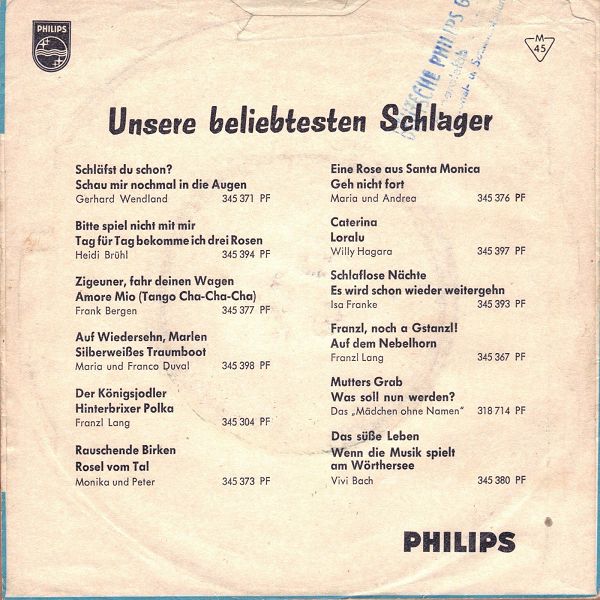 PHILIPS
M
45
PHILIPS
Unsere beliebtesten Schlager
Schläfst du schon?
Schau mir nochmal in die Augen
Gerhard Wendland 345 371 PF
Bitte spiel nicht mit mir
Tag für Tag bekomme ich drei Rosen
Heidi Brühl 345 394 PF
Zigeuner, fahr deinen Wagen
Amore Mio (Tango Cha-Cha-Cha)
Frank Bergen 345 377 PF
Auf Wiedersehn, Marlen
Silberweißes Traumboot
Maria und Franco Duval 345 398 PF
Der Königsjodler
Hinterbrixer Polka
Franzl Lang 345 304 PF
Rauschende Birken
Rosel vom Tal
Monika und Peter 345 373 PF
Eine Rose aus Santa Monica
Geh nicht fort
Maria und Andrea 345 376 PF
Caterina
Loralu
Willy Hagara 345 397 PF
Schlaflose Nächte
Es wird schon wieder weitergehn
Isa Franke 345 393 PF
Franzl, noch a Gstanzl!
Auf dem Nebelhorn
Franzl Lang 345 367 PF
Mutters Grab
Was soll nun werden?
Das „Mädchen ohne Namen" 318 714 PF
Das süße Leben
Wenn die Musik spielt
am Wörthersee
Vivi Bach 345 380 PF
PHILIPS